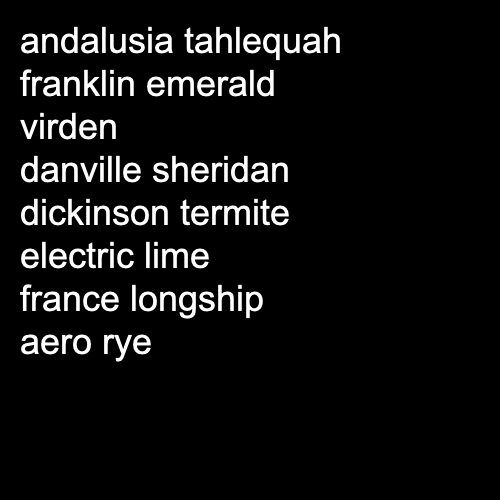 andalusia tahlequah
franklin emerald
virden
danville sheridan
dickinson termite
electric lime
france longship
aero rye